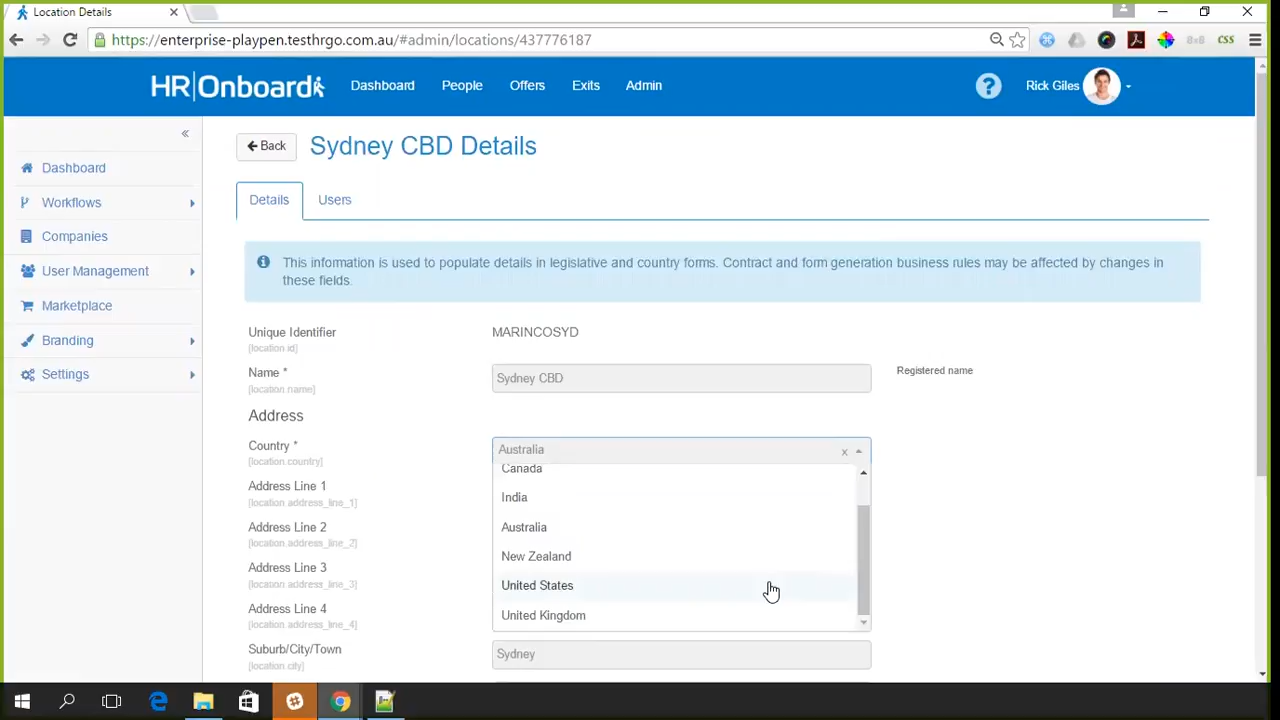 Location Details
https://enterprise-playpen.testhrgo.com.au/#admin/locations/437776187
8x8
CSS
HR|Onboard
Dashboard
People
Offers
Exits
Admin
?
Rick Giles
«
Dashboard
Workflows
Companies
User Management
Marketplace
Branding
Settings
Back
Sydney CBD Details
Details
Users
This information is used to populate details in legislative and country forms. Contract and form generation business rules may be affected by changes in
these fields.
Unique Identifier
MARINCOSYD
[location.id]
Name *
Sydney CBD
Registered name
[location.name]
Address
Country *
Australia
x
[location.country]
Canada
India
Australia
New Zealand
United States
United Kingdom
Address Line 1
[location.address_line_1]
Address Line 2
[location.address_line_2]
Address Line 3
[location.address_line_3]
Address Line 4
[location.address_line_4]
Suburb/City/Town
Sydney
[location.city]